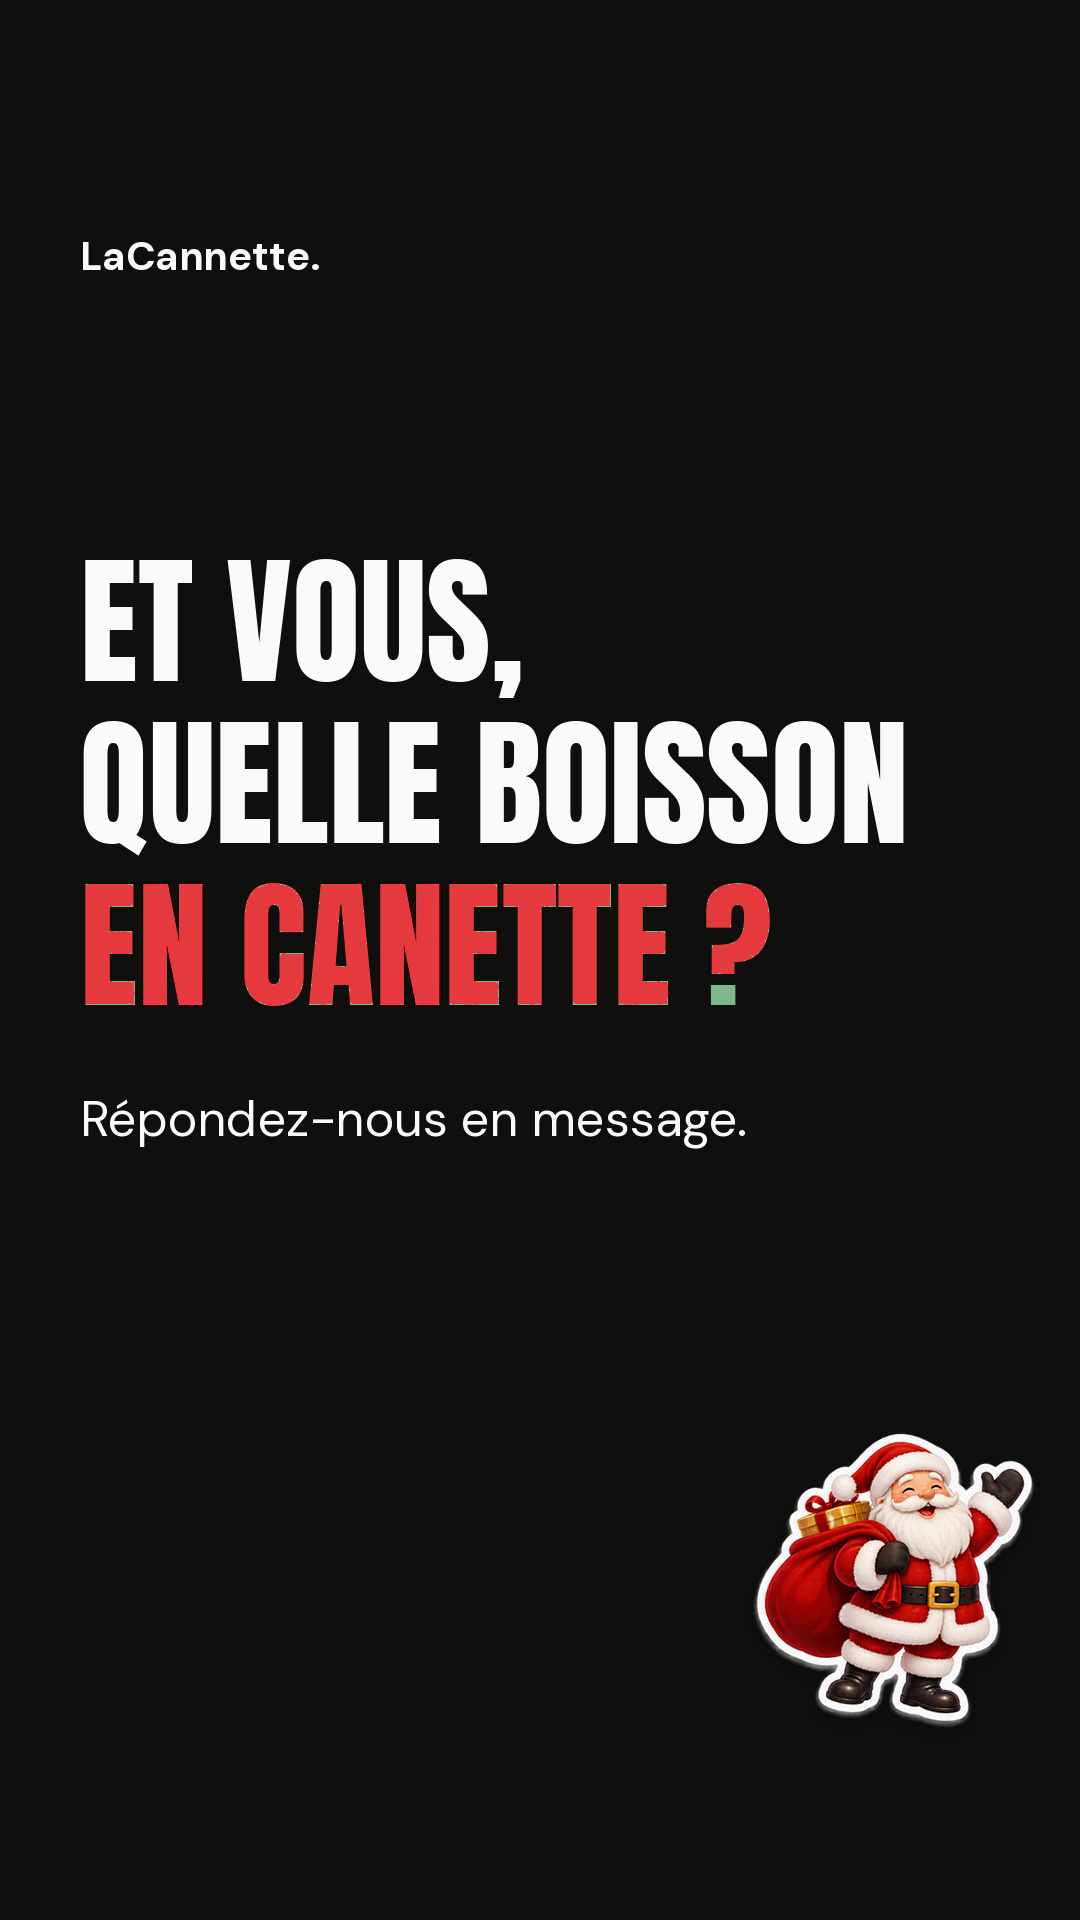 LaCannette.
ET VOUS,
QUELLE BOISSON
EN CANETTE ?
Répondez-nous en message.